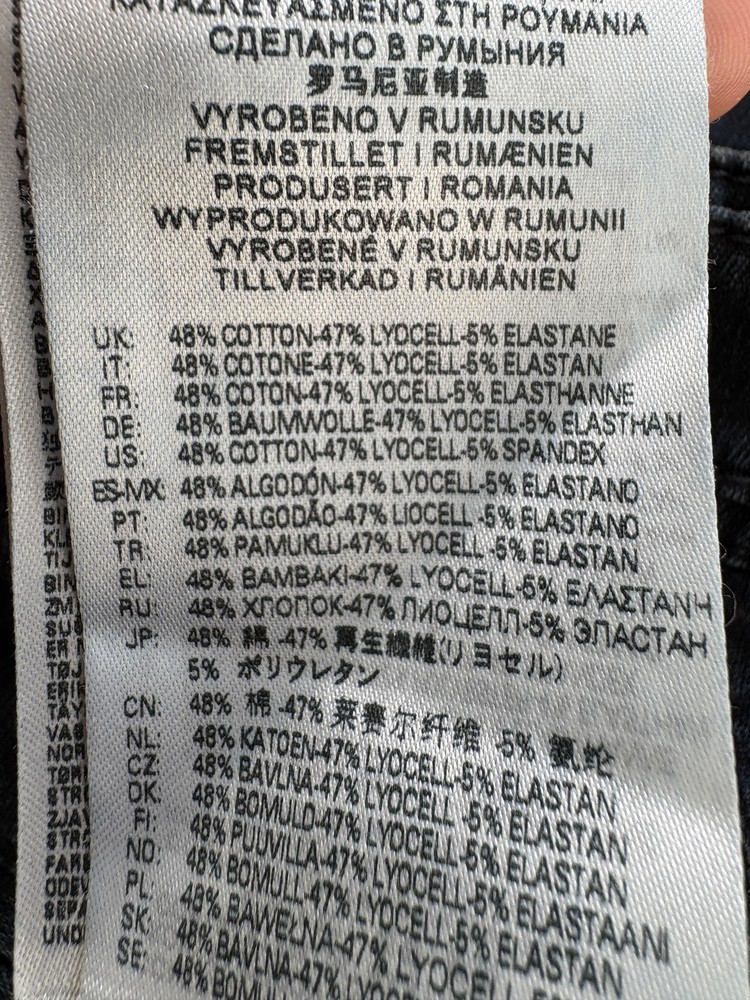 ΚΑΤΑΣΚΕΥΑΣΜΕΝΟ ΣΤΗ ΡΟΥΜΑΝΙΑ
СДЕЛАНО В РУМЫНИЯ
罗马尼亚制造
VYROBENO V RUMUNSKU
FREMSTILLET I RUMÆNIEN
PRODUSERT I ROMANIA
WYPRODUKOWANO W RUMUNII
VYROBENÉ V RUMUNSKU
TILLVERKAD I RUMÄNIEN
UK: 48% COTTON-47% LYOCELL-5% ELASTANE
IT: 48% COTONE-47% LYOCELL-5% ELASTAN
FR: 48% COTON-47% LYOCELL-5% ELASTHANNE
DE: 48% BAUMWOLLE-47% LYOCELL-5% ELASTHAN
US: 48% COTTON-47% LYOCELL-5% SPANDEX
ES-MX: 48% ALGODÓN-47% LYOCELL-5% ELASTANO
PT: 48% ALGODÃO-47% LIOCELL -5% ELASTANO
TR: 48% PAMUKLU-47% LYOCELL-5% ELASTAN
EL: 48% BAMBAKI-47% LYOCELL-5% ΕΛΑΣΤΑΝΗ
RU: 48% ХЛОПОК-47% ЛИОЦЕЛЛ-5% ЭЛАСТАН
JP: 48% 綿 -47% 再生繊維(リヨセル)
5% ポリウレタン
CN: 48% 棉 -47% 莱赛尔纤维 -5% 氨纶
NL: 48% KATOEN-47% LYOCELL-5% ELASTAN
CZ: 48% BAVLNA-47% LYOCELL-5% ELASTAN
DK: 48% BOMULD-47% LYOCELL-5% ELASTAN
FI: 48% PUUVILLA-47% LYOCELL-5% ELASTAANI
NO: 48% BOMULL-47% LYOCELL-5% ELASTAN
PL: 48% BAWEŁNA-47% LYOCELL
SK: 48% BAVLNA-47% LYOCELL
SE: 48% BOMULL